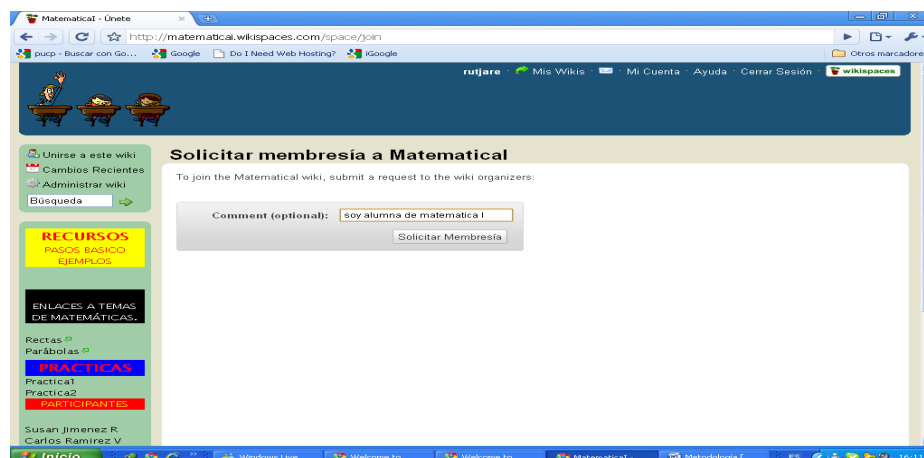 MatematicaI - Únete
http://matematicai.wikispaces.com/space/join
pucp - Buscar con Go...
Google
Do I Need Web Hosting?
iGoogle
Otros marcadore
rutjare · Mis Wikis · · Mi Cuenta · Ayuda · Cerrar Sesión · wikispaces
Unirse a este wiki
Cambios Recientes
Administrar wiki
Búsqueda
RECURSOS
PASOS BASICO
EJEMPLOS
ENLACES A TEMAS
DE MATEMÁTICAS.
Rectas
Parábolas
PRACTICAS
Practica1
Practica2
PARTICIPANTES
Susan Jimenez R
Carlos Ramirez V
Solicitar membresía a MatematicaI
To join the MatematicaI wiki, submit a request to the wiki organizers:
Comment (optional): soy alumna de matematica I
Solicitar Membresía
Inicio
Windows Live
Welcome to
Welcome to
MatematicaI -
Metodología [
ES
16:11